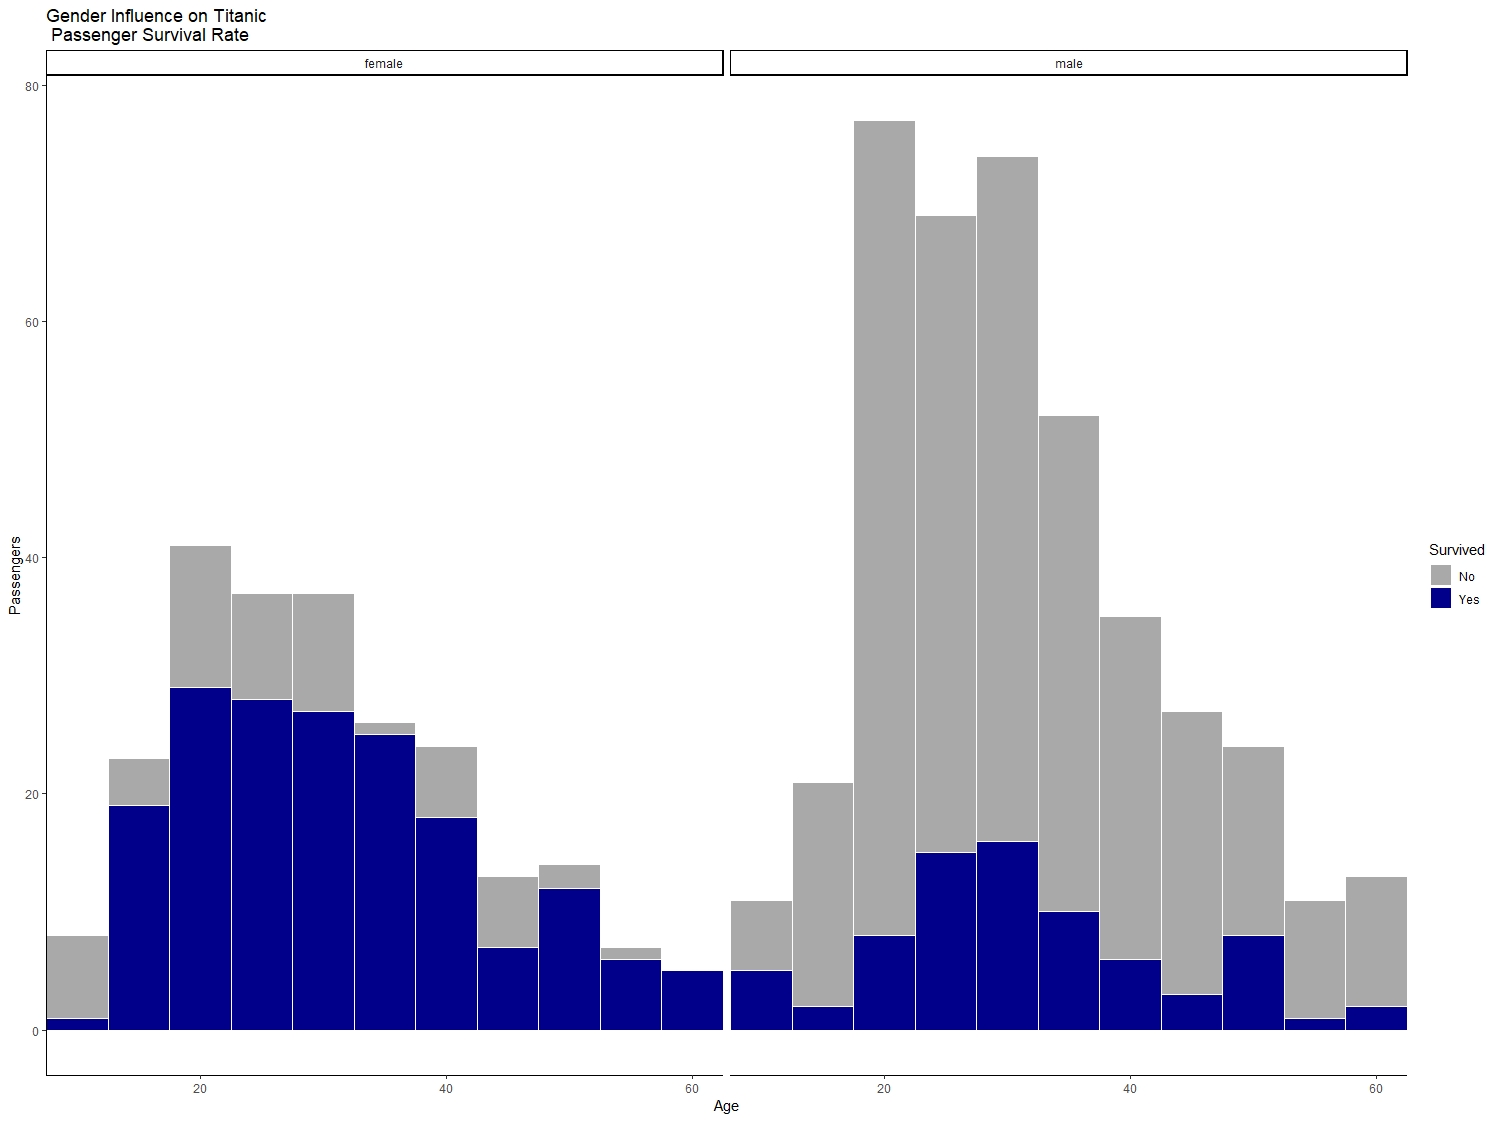 Gender Influence on Titanic
Passenger Survival Rate
female
male
80
60
40
20
0
Passengers
20
40
60
20
40
60
Age
Survived
No
Yes